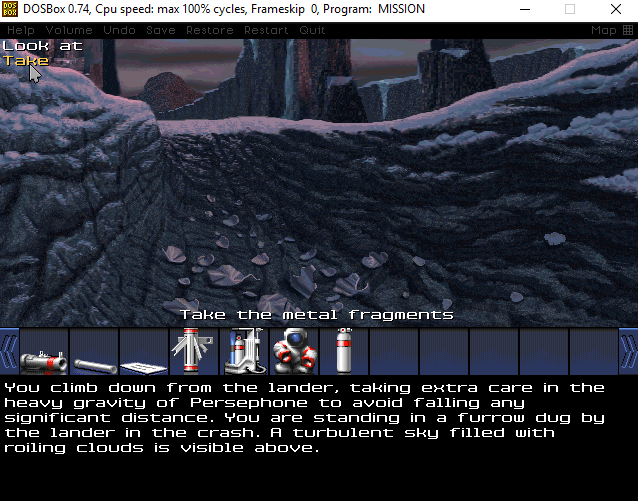 DOSBox 0.74, Cpu speed: max 100% cycles, Frameskip 0, Program: MISSION
Help Volume Undo Save Restore Restart Quit Map
Look at
Take
Take the metal fragments
You climb down from the lander, taking extra care in the
heavy gravity of Persephone to avoid falling any
significant distance. You are standing in a furrow dug by
the lander in the crash. A turbulent sky filled with
roiling clouds is visible above.